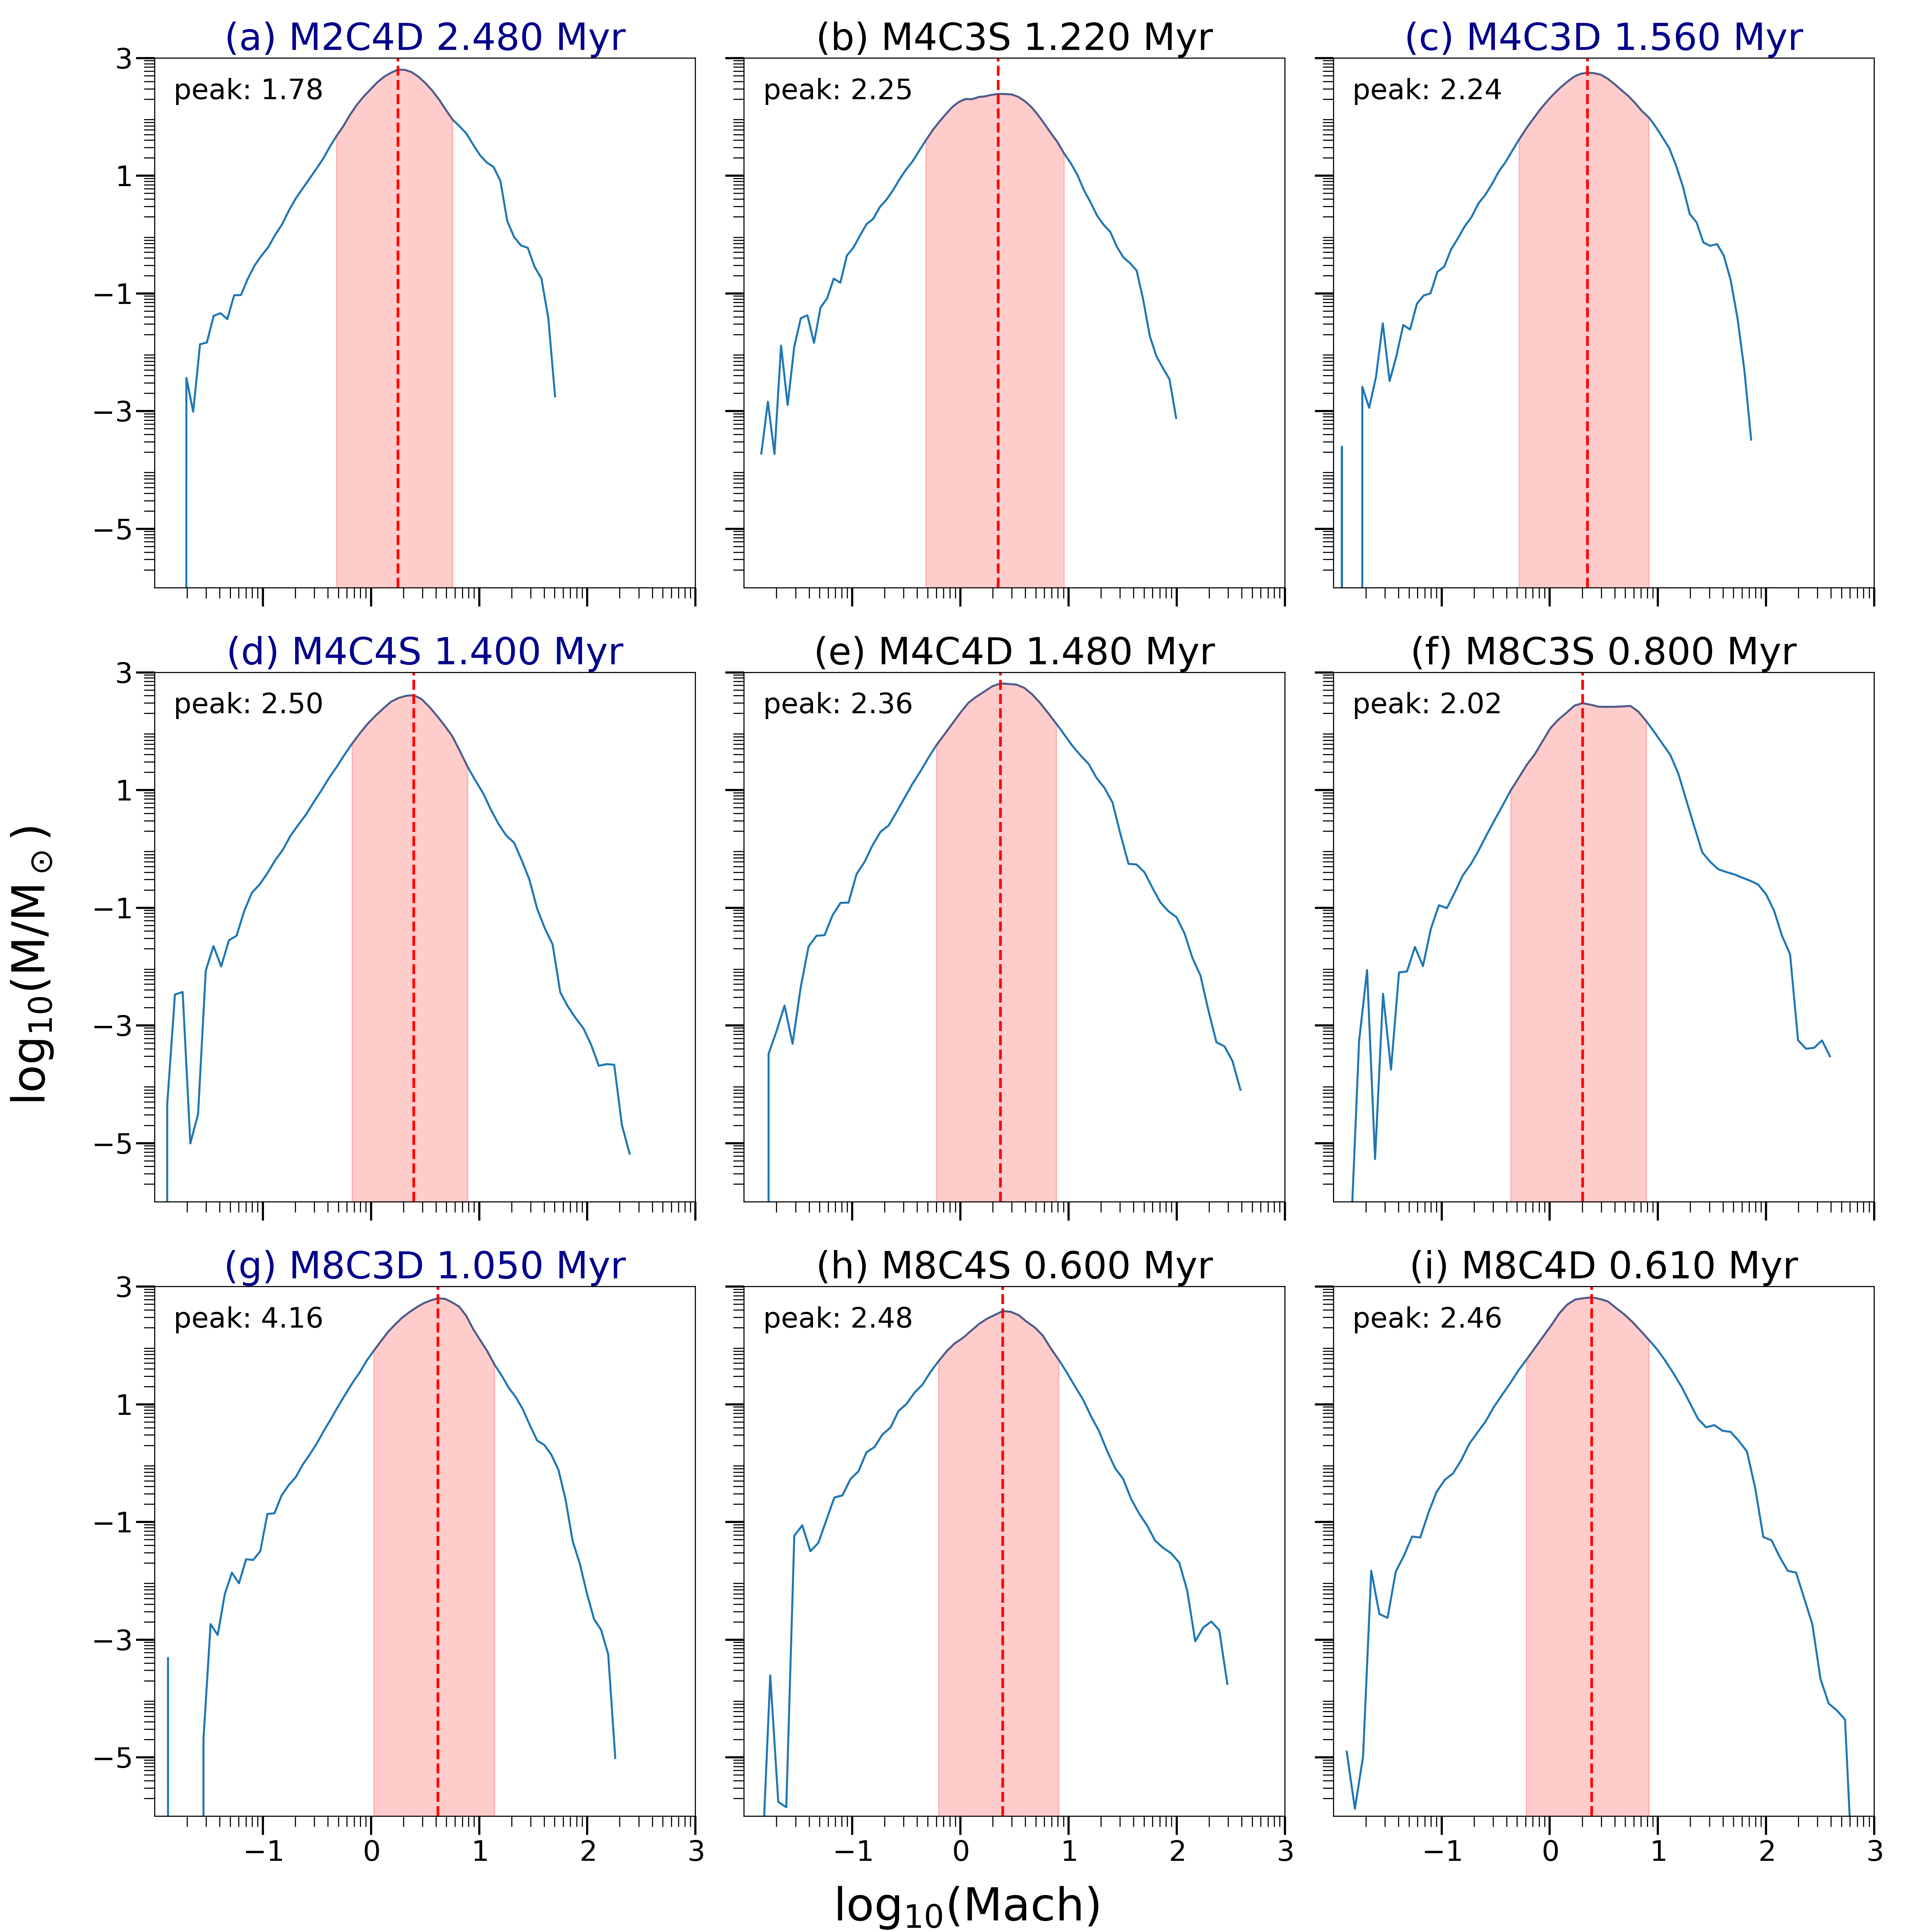 (a) M2C4D 2.480 Myr
(b) M4C3S 1.220 Myr
(c) M4C3D 1.560 Myr
3
peak: 1.78
peak: 2.25
peak: 2.24
1
−1
−3
−5
(d) M4C4S 1.400 Myr
(e) M4C4D 1.480 Myr
(f) M8C3S 0.800 Myr
3
peak: 2.50
peak: 2.36
peak: 2.02
1
−1
−3
−5
log₁₀(M/M☉)
(g) M8C3D 1.050 Myr
(h) M8C4S 0.600 Myr
(i) M8C4D 0.610 Myr
3
peak: 4.16
peak: 2.48
peak: 2.46
1
−1
−3
−5
−1 0 1 2 3
−1 0 1 2 3
−1 0 1 2 3
log₁₀(Mach)